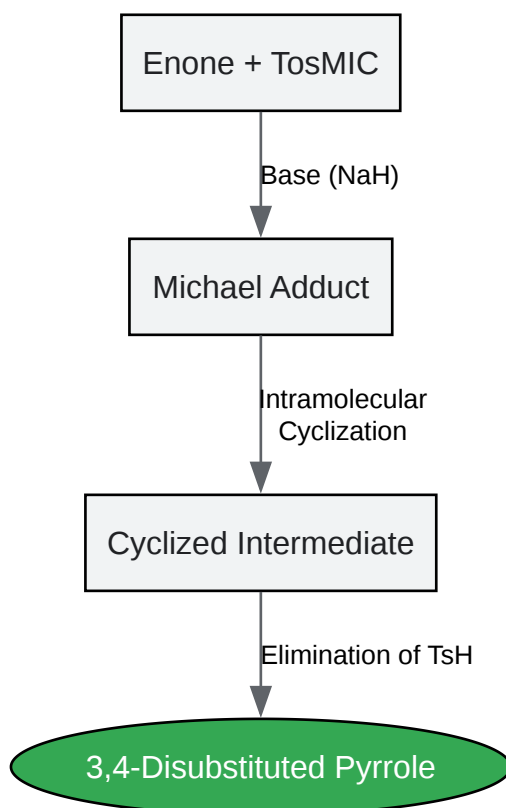 Enone + TosMIC
Base (NaH)
Michael Adduct
Intramolecular
Cyclization
Cyclized Intermediate
Elimination of TsH
3,4-Disubstituted Pyrrole